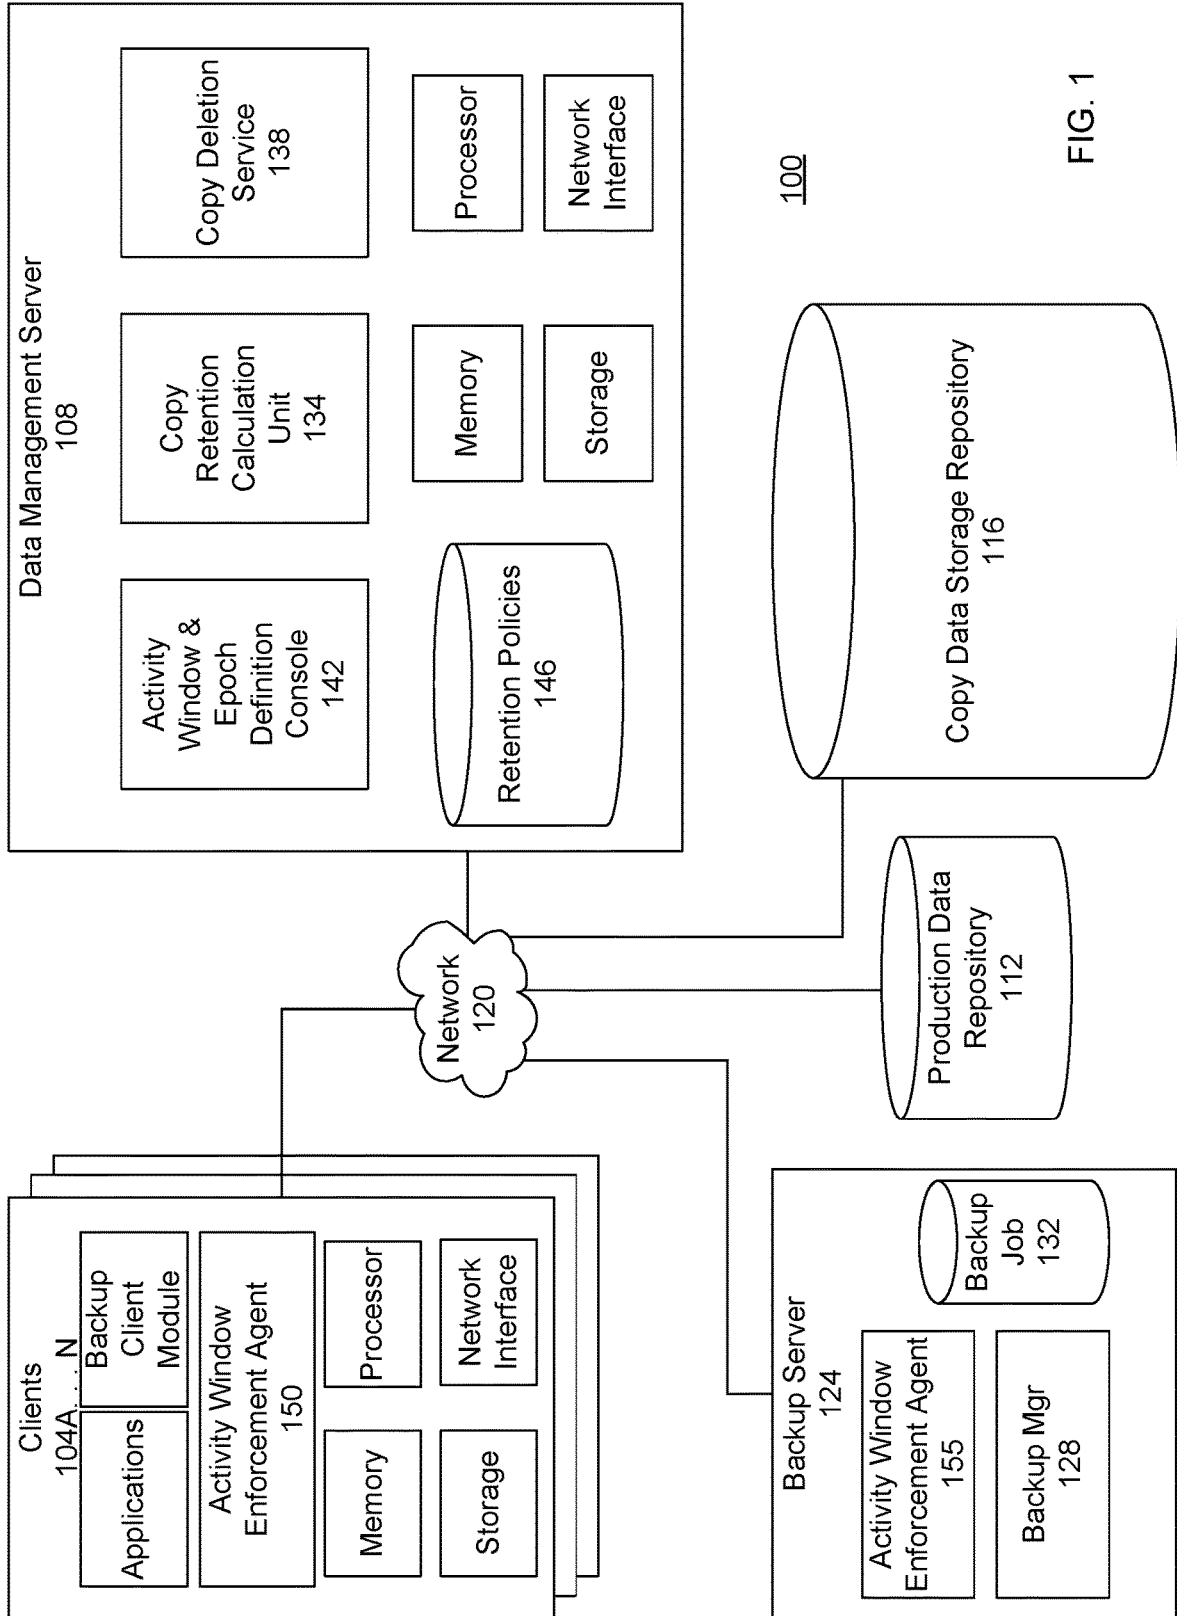 Clients
104A. . . . N
Applications
Backup
Client
Module
Activity Window
Enforcement Agent
150
Memory
Processor
Storage
Network
Interface
Data Management Server
108
Activity
Window &
Epoch
Definition
Console
142
Copy
Retention
Calculation
Unit
134
Copy Deletion
Service
138
Retention Policies
146
Memory
Processor
Storage
Network
Interface
Network
120
Backup Server
124
Activity Window
Enforcement Agent
155
Backup Mgr
128
Backup
Job
132
Production Data
Repository
112
Copy Data Storage Repository
116
100
FIG. 1